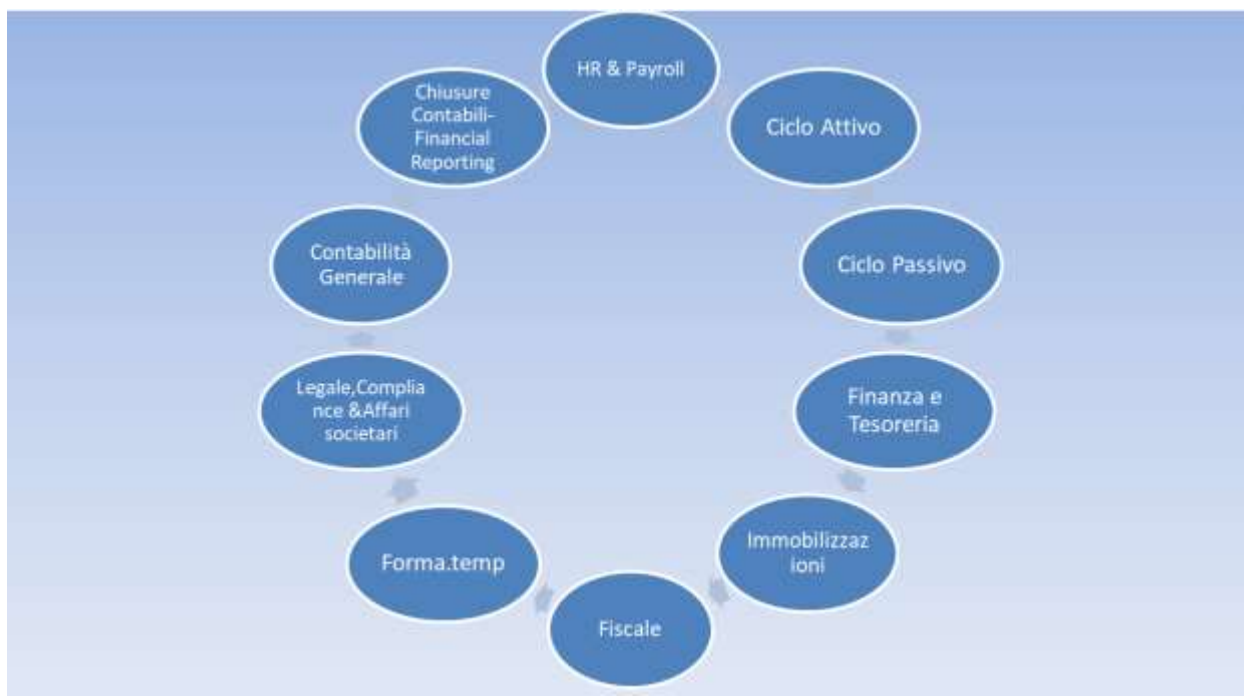 HR & Payroll
Ciclo Attivo
Ciclo Passivo
Finanza e
Tesoreria
Immobilizzaz
ioni
Fiscale
Forma.temp
Legale,Complia
nce &Affari
societari
Contabilità
Generale
Chiusure
Contabili-
Financial
Reporting